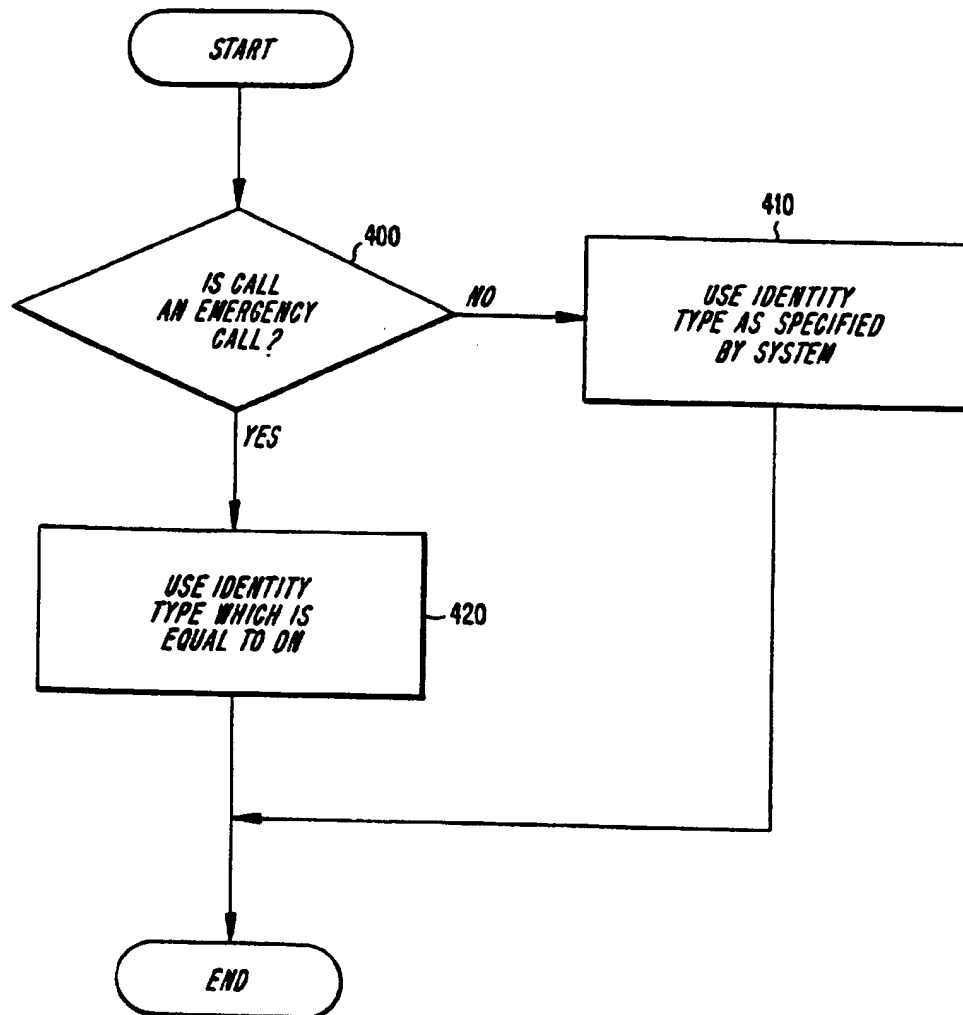 START
400
IS CALL
AN EMERGENCY
CALL?
NO
410
USE IDENTITY
TYPE AS SPECIFIED
BY SYSTEM
YES
USE IDENTITY
TYPE WHICH IS
EQUAL TO DN
420
END